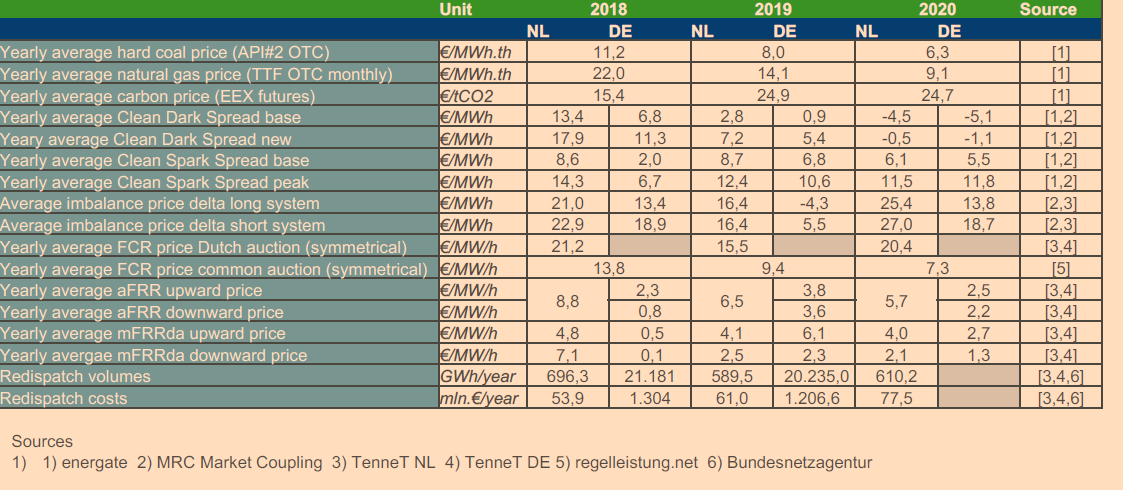 Unit 2018 2019 2020 Source
NL DE NL DE NL DE
Yearly average hard coal price (API#2 OTC) €/MWh.th 11,2 8,0 6,3 [1]
Yearly average natural gas price (TTF OTC monthly) €/MWh.th 22,0 14,1 9,1 [1]
Yearly average carbon price (EEX futures) €/tCO2 15,4 24,9 24,7 [1]
Yearly average Clean Dark Spread base €/MWh 13,4 6,8 2,8 0,9 -4,5 -5,1 [1,2]
Yeary average Clean Dark Spread new €/MWh 17,9 11,3 7,2 5,4 -0,5 -1,1 [1,2]
Yearly average Clean Spark Spread base €/MWh 8,6 2,0 8,7 6,8 6,1 5,5 [1,2]
Yearly average Clean Spark Spread peak €/MWh 14,3 6,7 12,4 10,6 11,5 11,8 [1,2]
Average imbalance price delta long system €/MWh 21,0 13,4 16,4 -4,3 25,4 13,8 [2,3]
Average imbalance price delta short system €/MWh 22,9 18,9 16,4 5,5 27,0 18,7 [2,3]
Yearly average FCR price Dutch auction (symmetrical) €/MW/h 21,2 15,5 20,4 [3,4]
Yearly average FCR price common auction (symmetrical) €/MW/h 13,8 9,4 7,3 [5]
Yearly average aFRR upward price €/MW/h 8,8 2,3 6,5 3,8 5,7 2,5 [3,4]
Yearly average aFRR downward price €/MW/h 0,8 3,6 2,2 [3,4]
Yearly average mFRRda upward price €/MW/h 4,8 0,5 4,1 6,1 4,0 2,7 [3,4]
Yearly avergae mFRRda downward price €/MW/h 7,1 0,1 2,5 2,3 2,1 1,3 [3,4]
Redispatch volumes GWh/year 696,3 21.181 589,5 20.235,0 610,2 [3,4,6]
Redispatch costs mln.€/year 53,9 1.304 61,0 1.206,6 77,5 [3,4,6]
Sources
1) 1) energate 2) MRC Market Coupling 3) TenneT NL 4) TenneT DE 5) regelleistung.net 6) Bundesnetzagentur